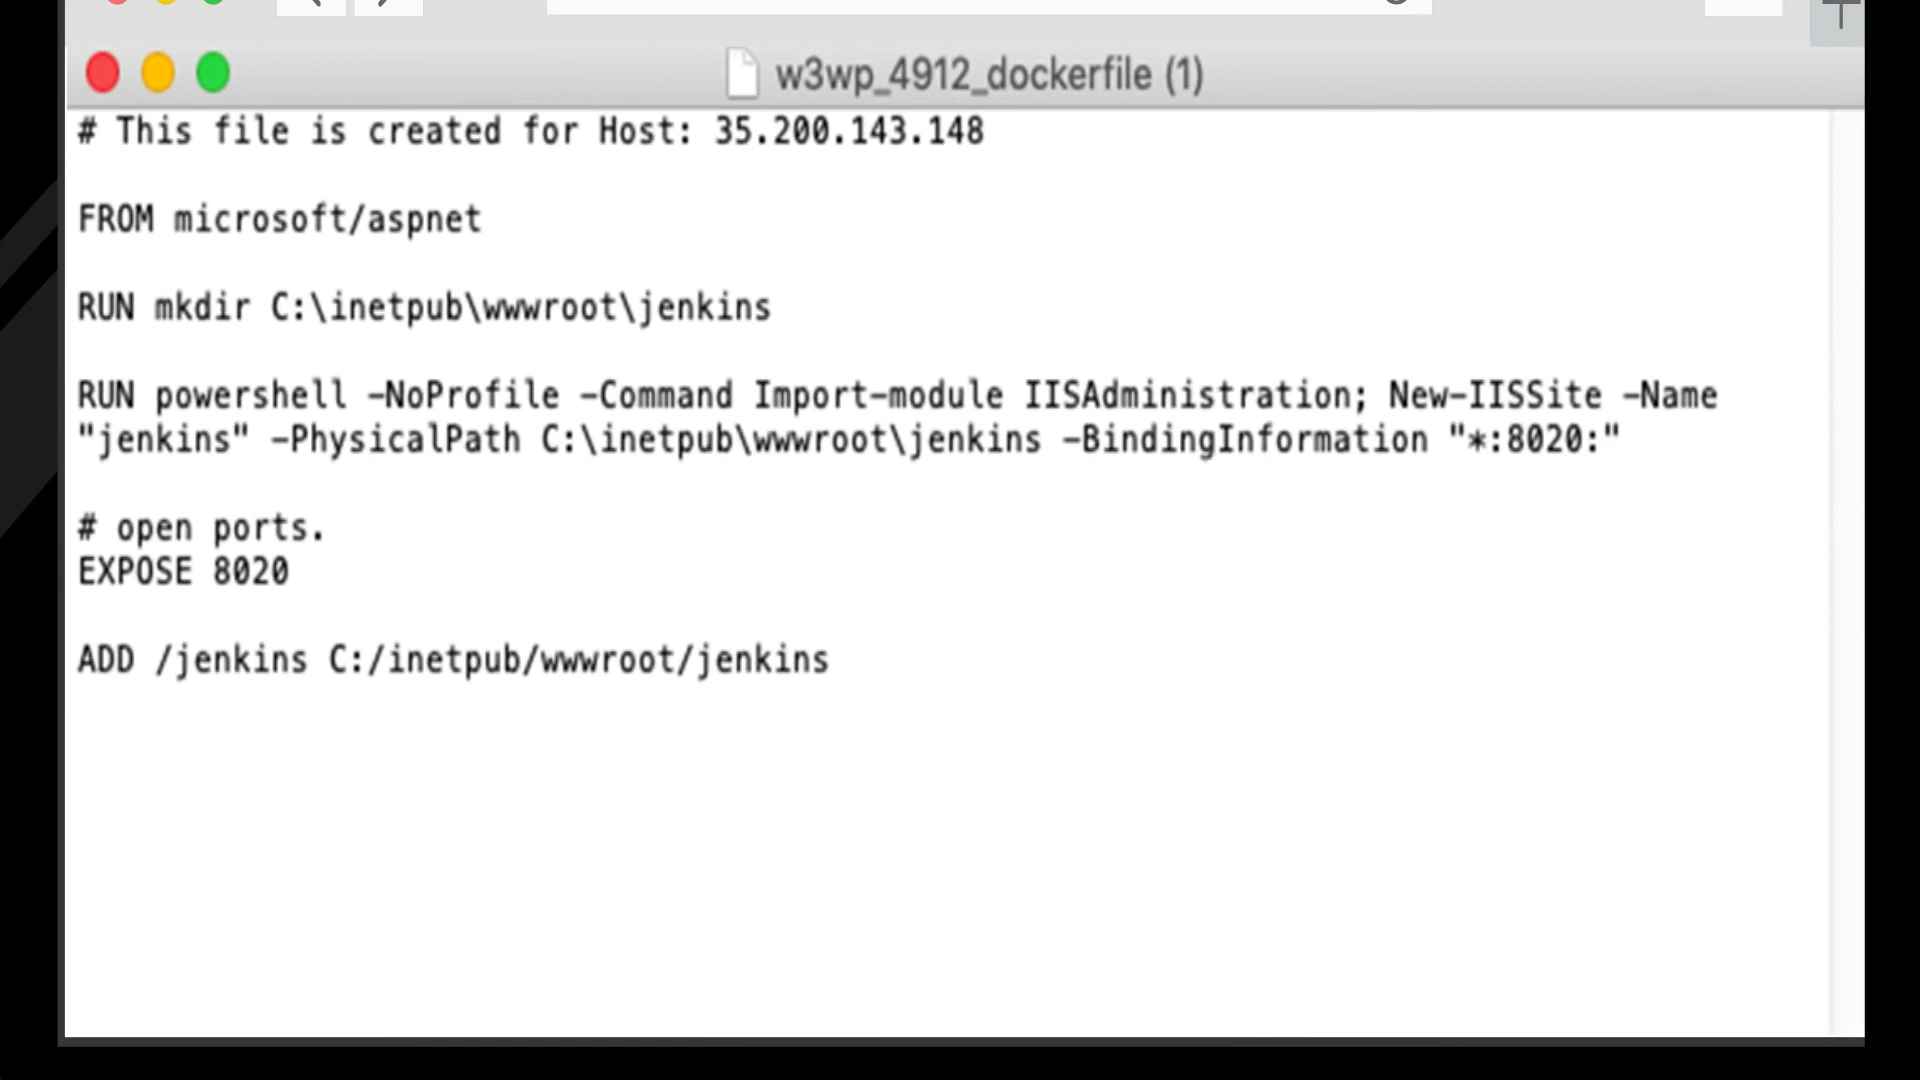 w3wp_4912_dockerfile (1)
# This file is created for Host: 35.200.143.148
FROM microsoft/aspnet
RUN mkdir C:\inetpub\wwwroot\jenkins
RUN powershell -NoProfile -Command Import-module IISAdministration; New-IISSite -Name
"jenkins" -PhysicalPath C:\inetpub\wwwroot\jenkins -BindingInformation "*:8020:"
# open ports.
EXPOSE 8020
ADD /jenkins C:/inetpub/wwwroot/jenkins